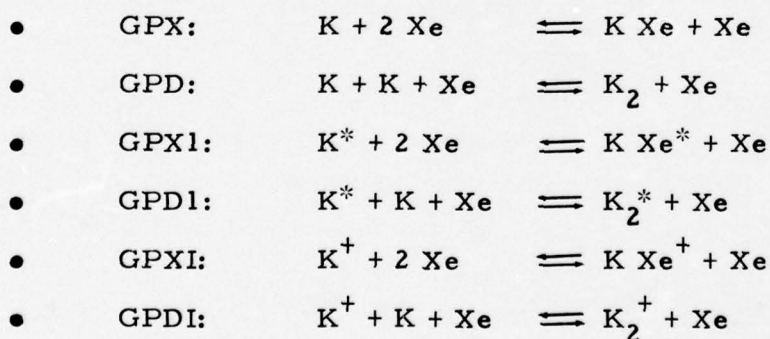 • GPX: K + 2 Xe ⇌ K Xe + Xe
• GPD: K + K + Xe ⇌ K₂ + Xe
• GPX1: K* + 2 Xe ⇌ K Xe* + Xe
• GPD1: K* + K + Xe ⇌ K₂* + Xe
• GPXI: K⁺ + 2 Xe ⇌ K Xe⁺ + Xe
• GPDI: K⁺ + K + Xe ⇌ K₂⁺ + Xe